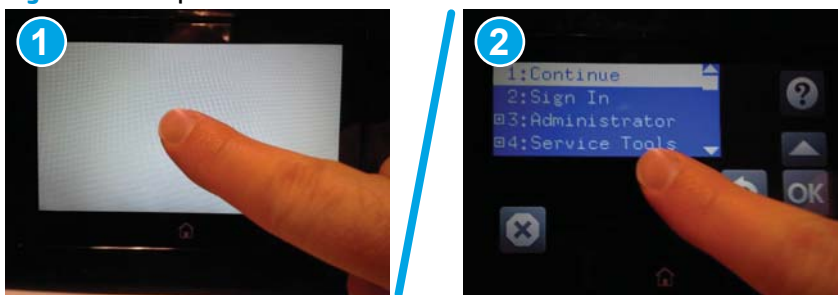 1
2
1:Continue
2:Sign In
3:Administrator
4:Service Tools
?
OK